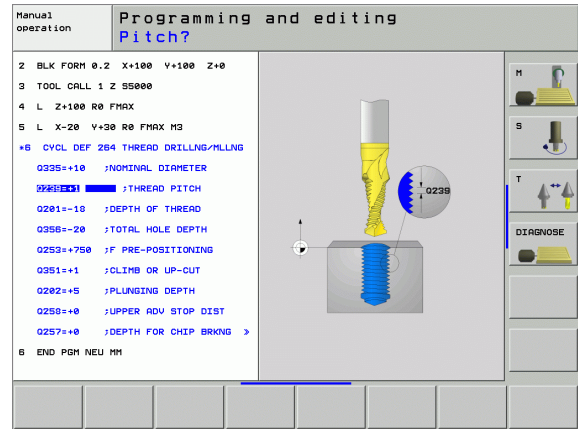 Manual
operation
Programming and editing
Pitch?
2 BLK FORM 0.2 X+100 Y+100 Z+0
3 TOOL CALL 1 Z S5000
4 L Z+100 R0 FMAX
5 L X-20 Y+30 R0 FMAX M3
*6 CYCL DEF 264 THREAD DRILLNG/MLLNG
Q335=+10 ;NOMINAL DIAMETER
Q239=+1 ;THREAD PITCH
Q201=-18 ;DEPTH OF THREAD
Q356=-20 ;TOTAL HOLE DEPTH
Q253=+750 ;F PRE-POSITIONING
Q351=+1 ;CLIMB OR UP-CUT
Q202=+5 ;PLUNGING DEPTH
Q258=+0 ;UPPER ADV STOP DIST
Q257=+0 ;DEPTH FOR CHIP BRKNG »
6 END PGM NEU MM
Q239
M
S
T
DIAGNOSE